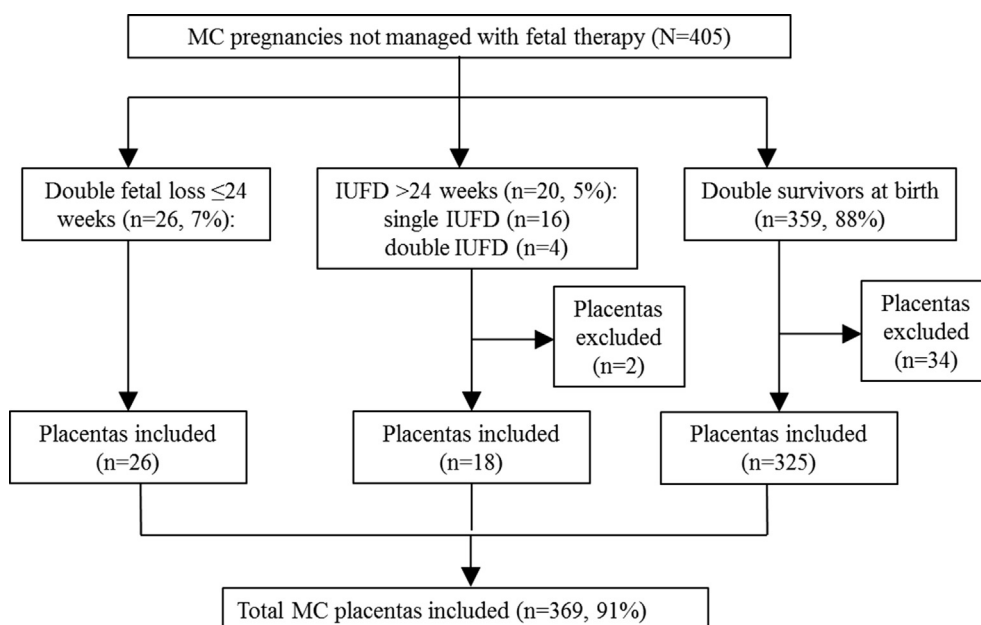 MC pregnancies not managed with fetal therapy (N=405)
Double fetal loss ≤24
weeks (n=26, 7%):
IUFD >24 weeks (n=20, 5%):
single IUFD (n=16)
double IUFD (n=4)
Double survivors at birth
(n=359, 88%)
Placentas
excluded
(n=2)
Placentas
excluded
(n=34)
Placentas included
(n=26)
Placentas included
(n=18)
Placentas included
(n=325)
Total MC placentas included (n=369, 91%)